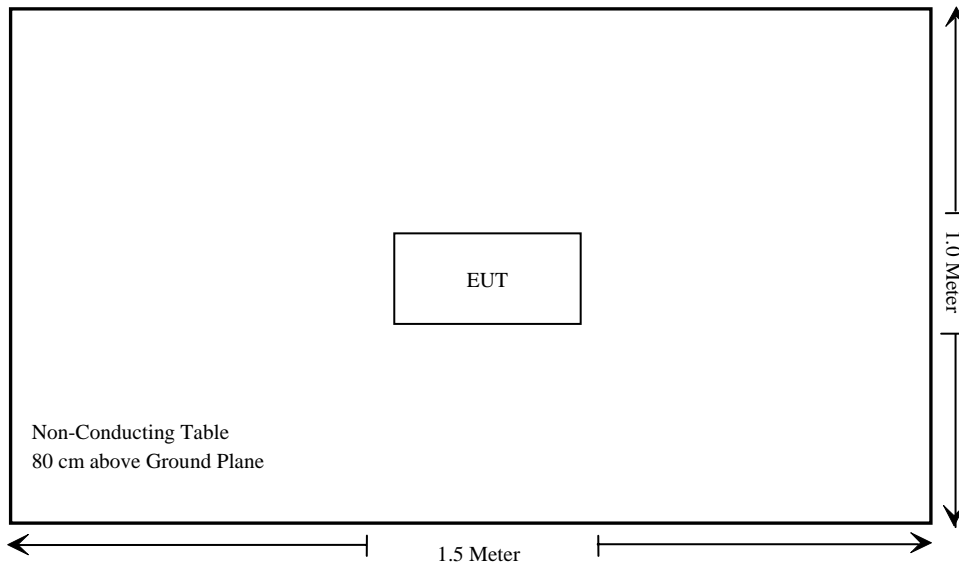 EUT
1.0 Meter
Non-Conducting Table
80 cm above Ground Plane
1.5 Meter